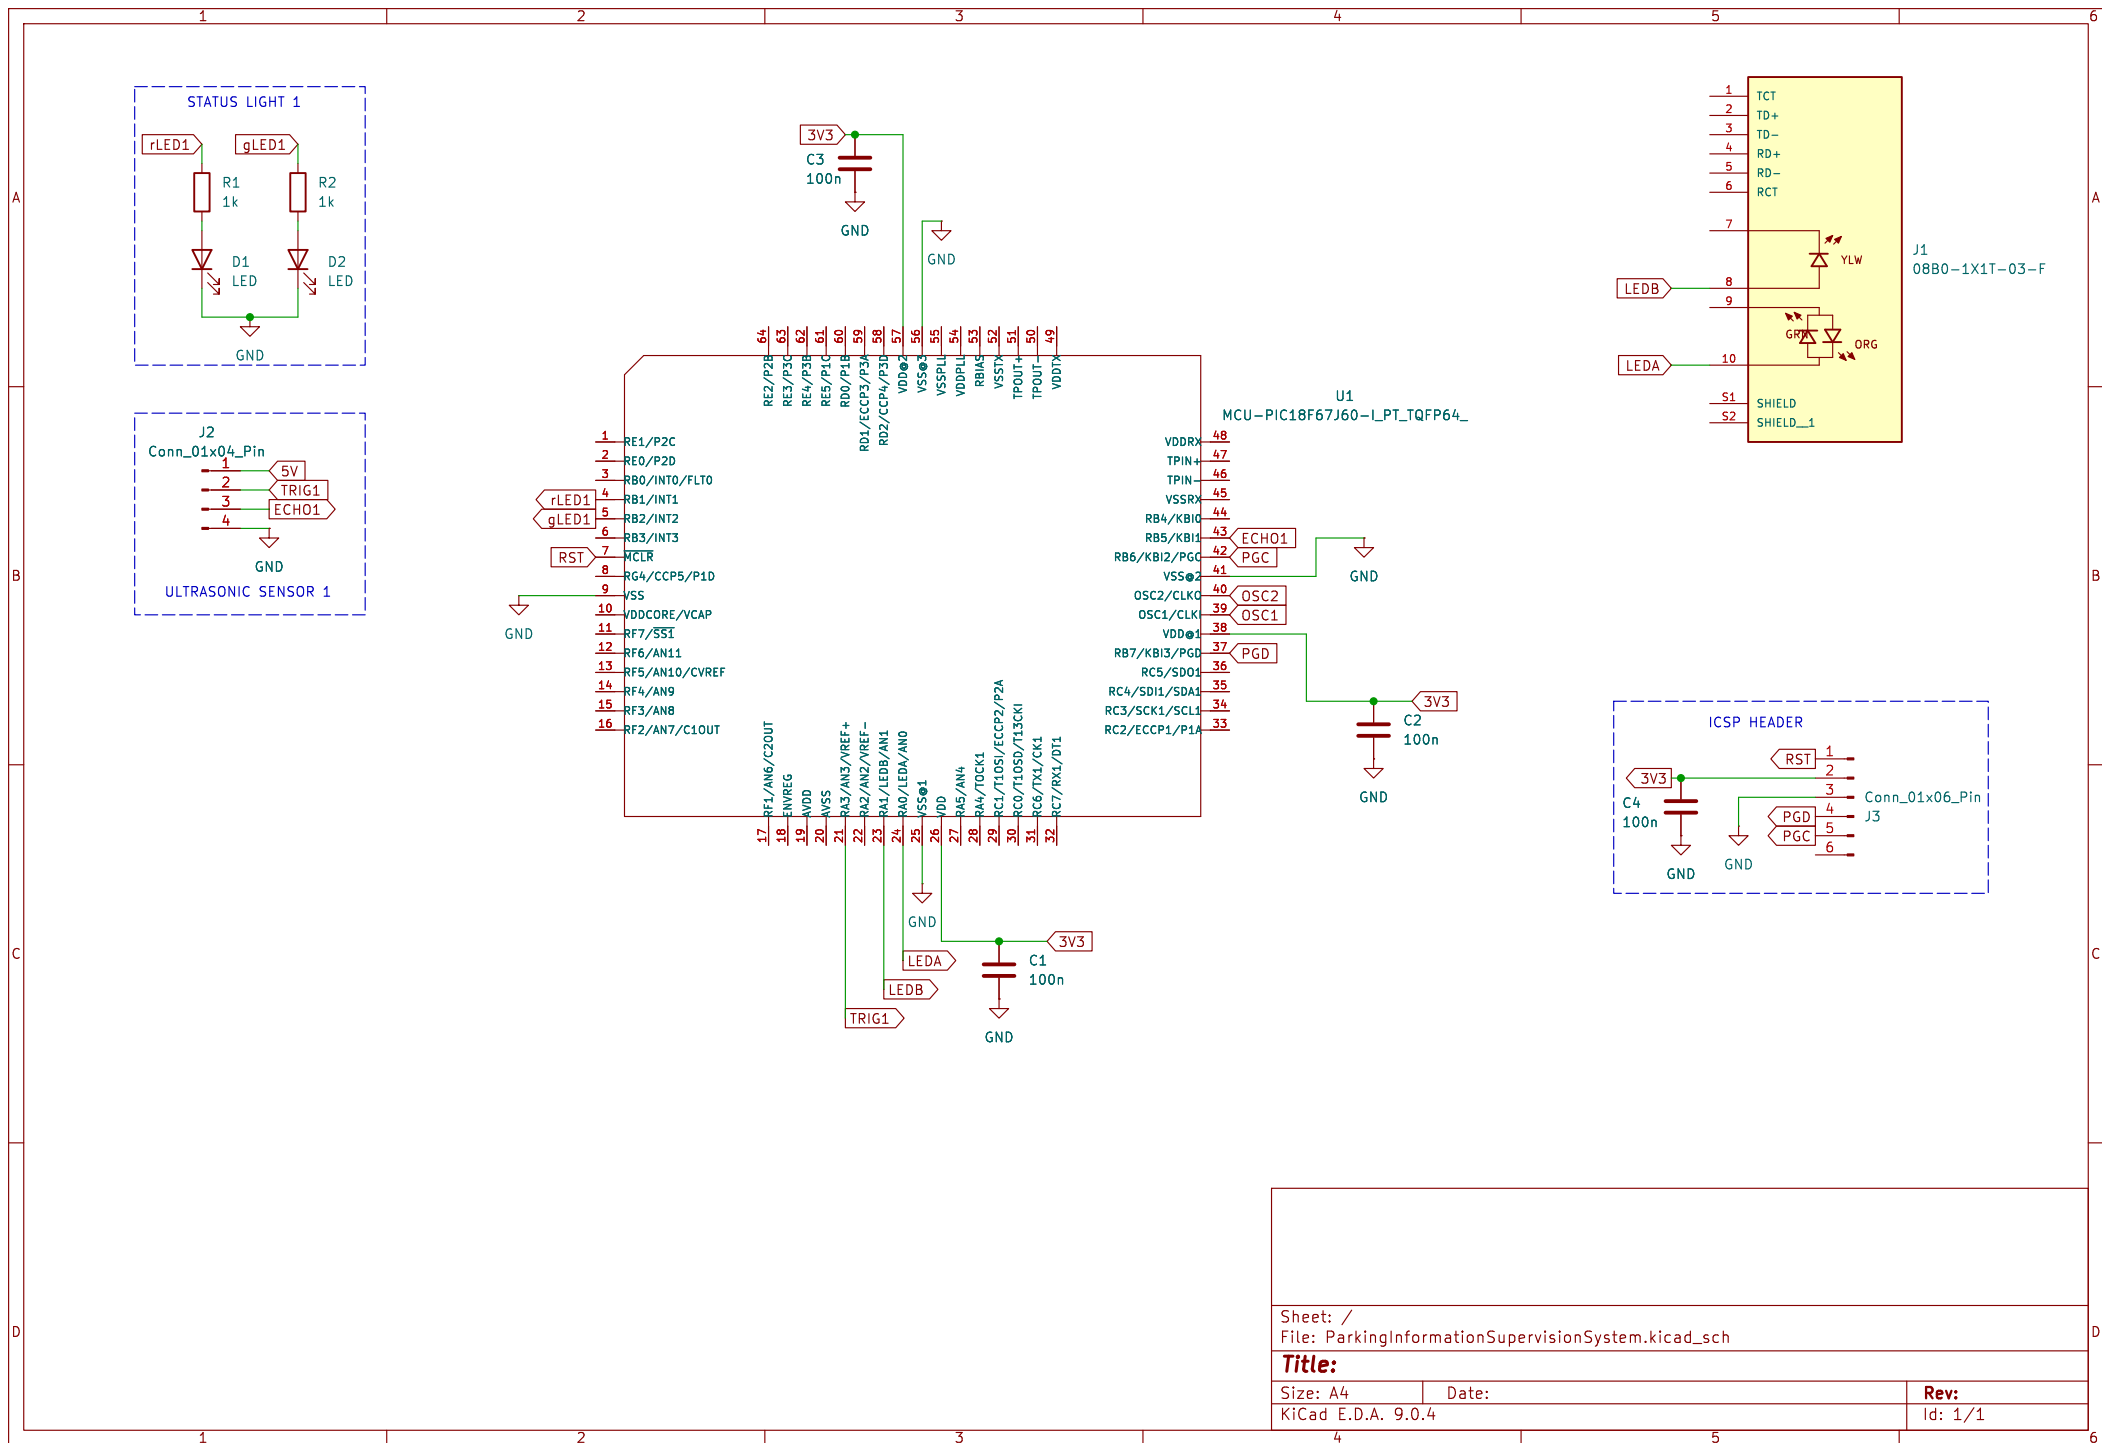 1 2 3 4 5 6
A
B
C
D
STATUS LIGHT 1
rLED1 gLED1
R1
1k
R2
1k
D1
LED
D2
LED
GND
J2
Conn_01x04_Pin
1 5V
2 TRIG1
3 ECHO1
4
GND
ULTRASONIC SENSOR 1
3V3
C3
100n
GND
GND
64 63 62 61 60 59 58 57 56 55 54 53 52 51 50 49
RE2/P2B
RE3/P3C
RE4/P3B
RE5/P1C
RD0/P1B
RD1/ECCP3/P3A
RD2/CCP4/P3D
VDD@2
VSS@3
VSSPLL
VDDPLL
RBIAS
VSSTX
TPOUT+
TPOUT-
VDDTX
U1
MCU-PIC18F67J60-I_PT_TQFP64_
1 RE1/P2C
2 RE0/P2D
3 RB0/INT0/FLT0
rLED1 4 RB1/INT1
gLED1 5 RB2/INT2
6 RB3/INT3
RST 7 MCLR
8 RG4/CCP5/P1D
9 VSS
GND
10 VDDCORE/VCAP
11 RF7/SS1
12 RF6/AN11
13 RF5/AN10/CVREF
14 RF4/AN9
15 RF3/AN8
16 RF2/AN7/C1OUT
VDDRX 48
TPIN+ 47
TPIN- 46
VSSRX 45
RB4/KBI0 44
RB5/KBI1 43 ECHO1
RB6/KBI2/PGC 42 PGC
VSS@2 41
GND
OSC2/CLKO 40 OSC2
OSC1/CLKI 39 OSC1
VDD@1 38
RB7/KBI3/PGD 37 PGD
RC5/SDO1 36
RC4/SDI1/SDA1 35
RC3/SCK1/SCL1 34
RC2/ECCP1/P1A 33
3V3
C2
100n
GND
RF1/AN6/C2OUT
ENVREG
AVDD
AVSS
RA3/AN3/VREF+
RA2/AN2/VREF-
RA1/LEDB/AN1
RA0/LEDA/AN0
VSS@1
VDD
RA5/AN4
RA4/TOCK1
RC1/T1OSI/ECCP2/P2A
RC0/T1OSO/T13CKI
RC6/TX1/CK1
RC7/RX1/DT1
17 18 19 20 21 22 23 24 25 26 27 28 29 30 31 32
GND
3V3
LEDA
C1
100n
LEDB
TRIG1
GND
1 TCT
2 TD+
3 TD-
4 RD+
5 RD-
6 RCT
7
YLW
LEDB 8
9
GRN
ORG
LEDA 10
S1 SHIELD
S2 SHIELD__1
J1
08B0-1X1T-03-F
ICSP HEADER
RST 1
3V3 2
3
PGD 4
PGC 5
6
C4
100n
GND
GND
Conn_01x06_Pin
J3
Sheet: /
File: ParkingInformationSupervisionSystem.kicad_sch
Title:
Size: A4 Date: Rev:
KiCad E.D.A. 9.0.4 Id: 1/1
A
B
C
D
1 2 3 4 5 6